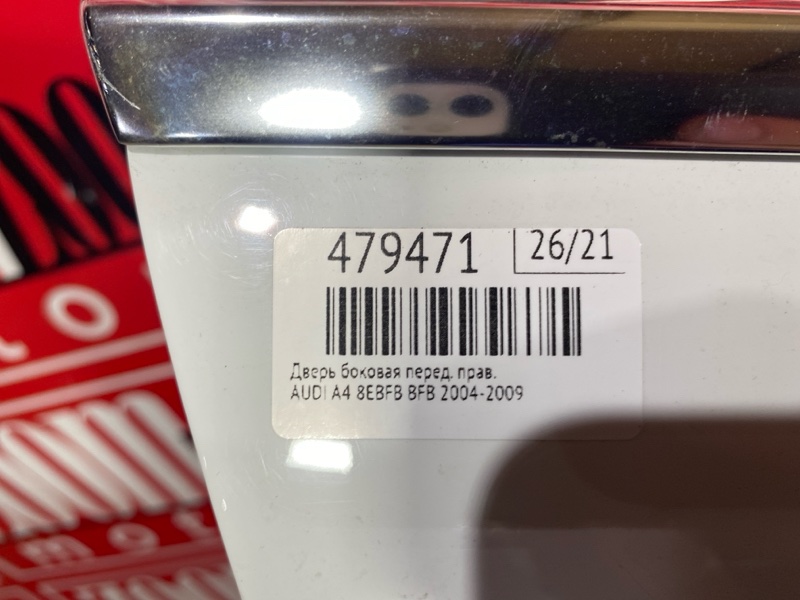 479471 26/21
Дверь боковая перед. прав.
AUDI A4 8EBFB BFB 2004-2009